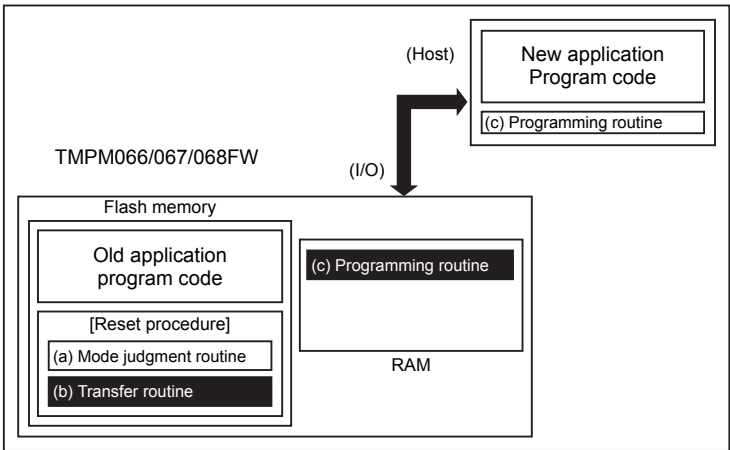 (Host)
New application
Program code
(c) Programming routine
TMPM066/067/068FW
(I/O)
Flash memory
Old application
program code
[Reset procedure]
(a) Mode judgment routine
(b) Transfer routine
(c) Programming routine
RAM